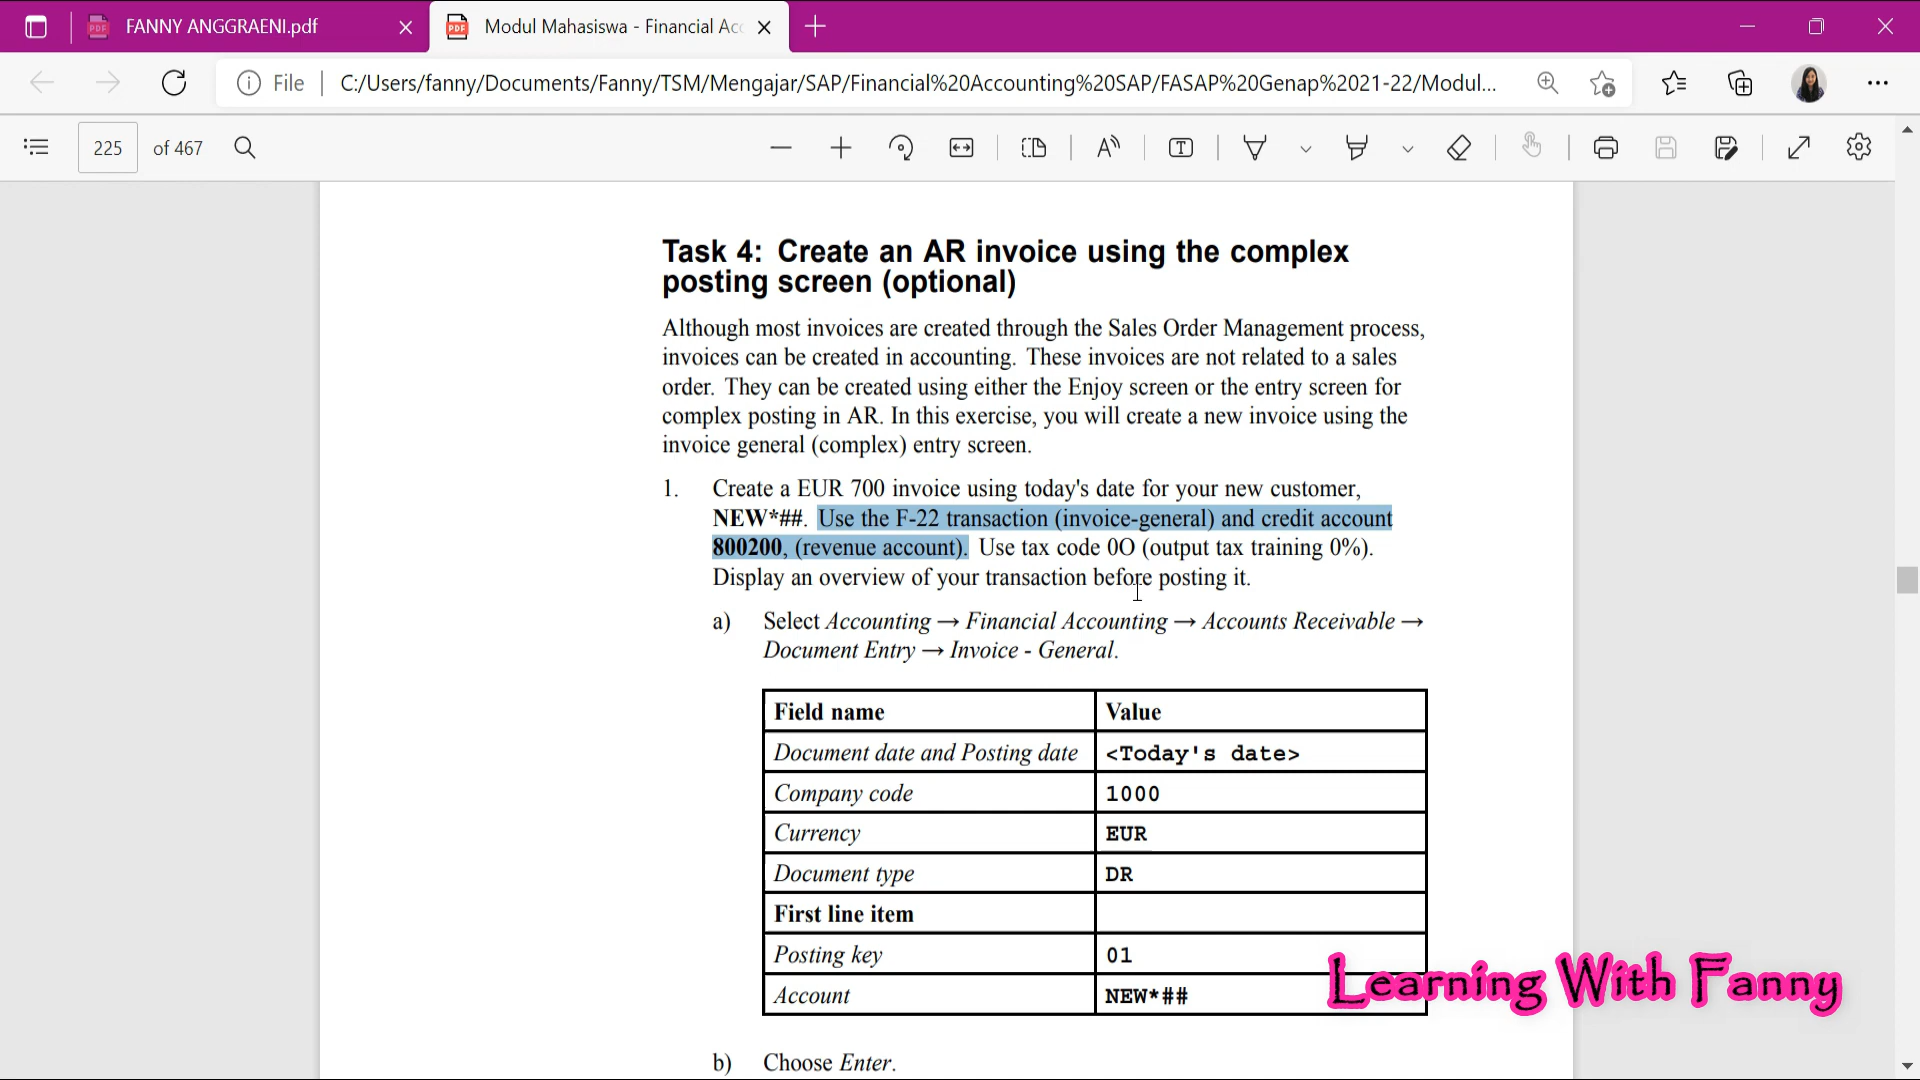 FANNY ANGGRAENI.pdf
Modul Mahasiswa - Financial Acc
File
C:/Users/fanny/Documents/Fanny/TSM/Mengajar/SAP/Financial%20Accounting%20SAP/FASAP%20Genap%2021-22/Modul...
225 of 467
Task 4: Create an AR invoice using the complex
posting screen (optional)
Although most invoices are created through the Sales Order Management process,
invoices can be created in accounting. These invoices are not related to a sales
order. They can be created using either the Enjoy screen or the entry screen for
complex posting in AR. In this exercise, you will create a new invoice using the
invoice general (complex) entry screen.
1. Create a EUR 700 invoice using today's date for your new customer,
NEW*##. Use the F-22 transaction (invoice-general) and credit account
800200, (revenue account). Use tax code 0O (output tax training 0%).
Display an overview of your transaction before posting it.
a) Select Accounting → Financial Accounting → Accounts Receivable →
Document Entry → Invoice - General.
Field name Value
Document date and Posting date <Today's date>
Company code 1000
Currency EUR
Document type DR
First line item
Posting key 01
Account NEW*##
Learning With Fanny
b) Choose Enter.